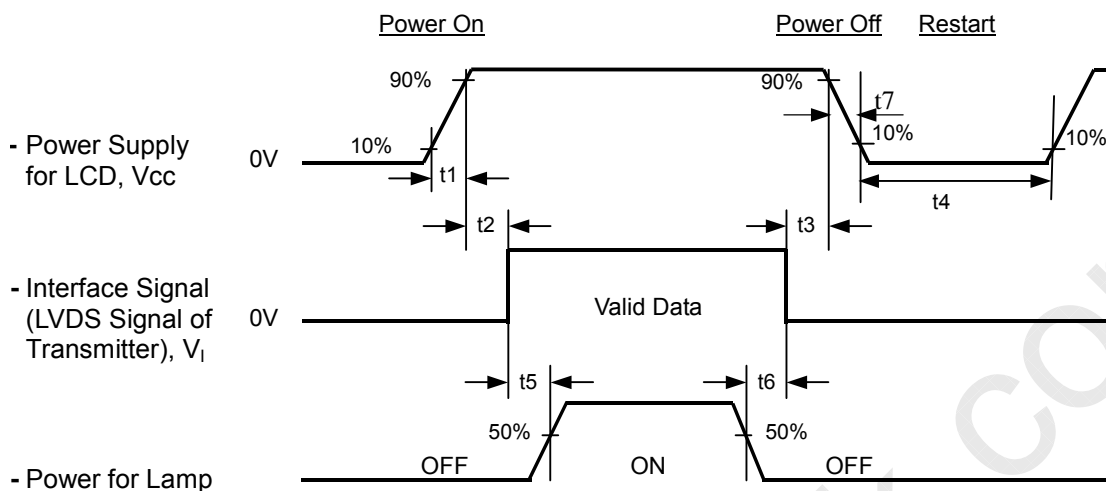 Power On
Power Off Restart
90%
90%
t7
10%
10%
10%
- Power Supply
for LCD, Vcc
0V
t1
t4
t2
t3
- Interface Signal
(LVDS Signal of
Transmitter), VI
0V
Valid Data
t5
t6
50%
50%
- Power for Lamp
OFF
ON
OFF